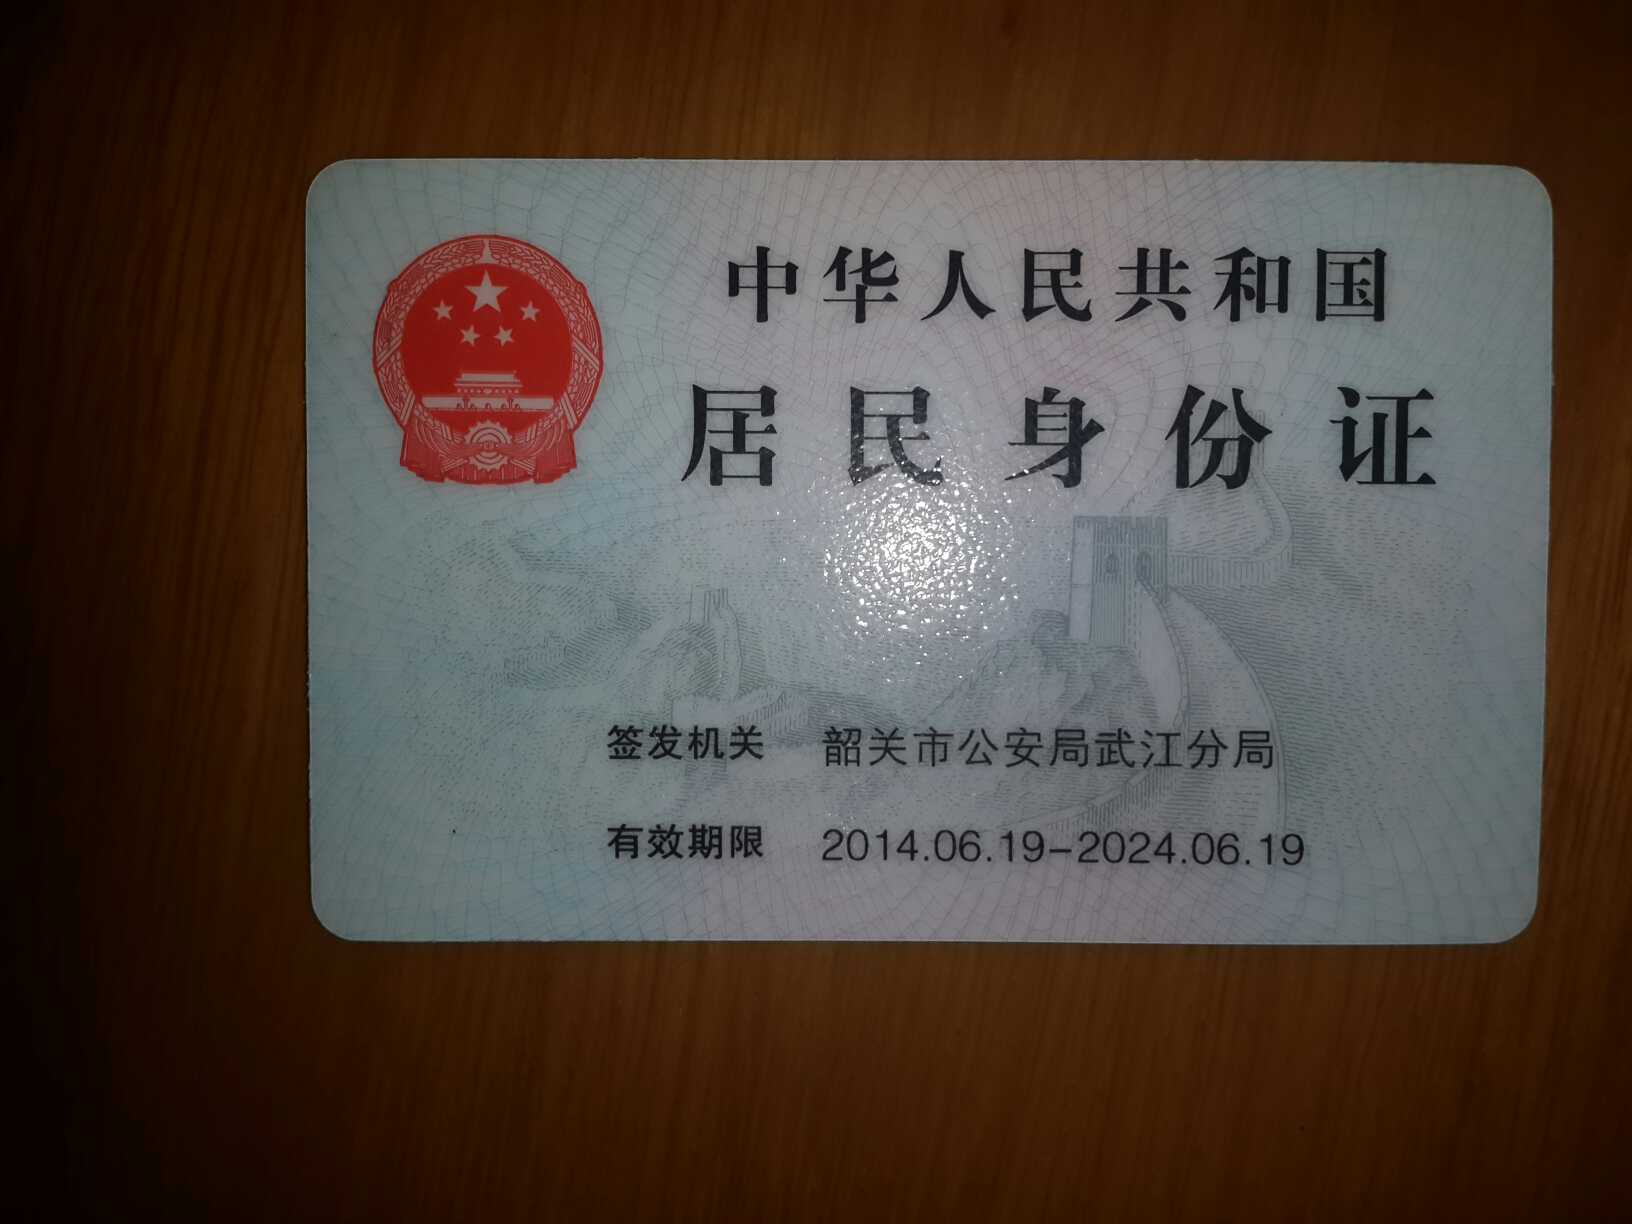 中华人民共和国
居民身份证
签发机关 韶关市公安局武江分局
有效期限 2014.06.19-2024.06.19